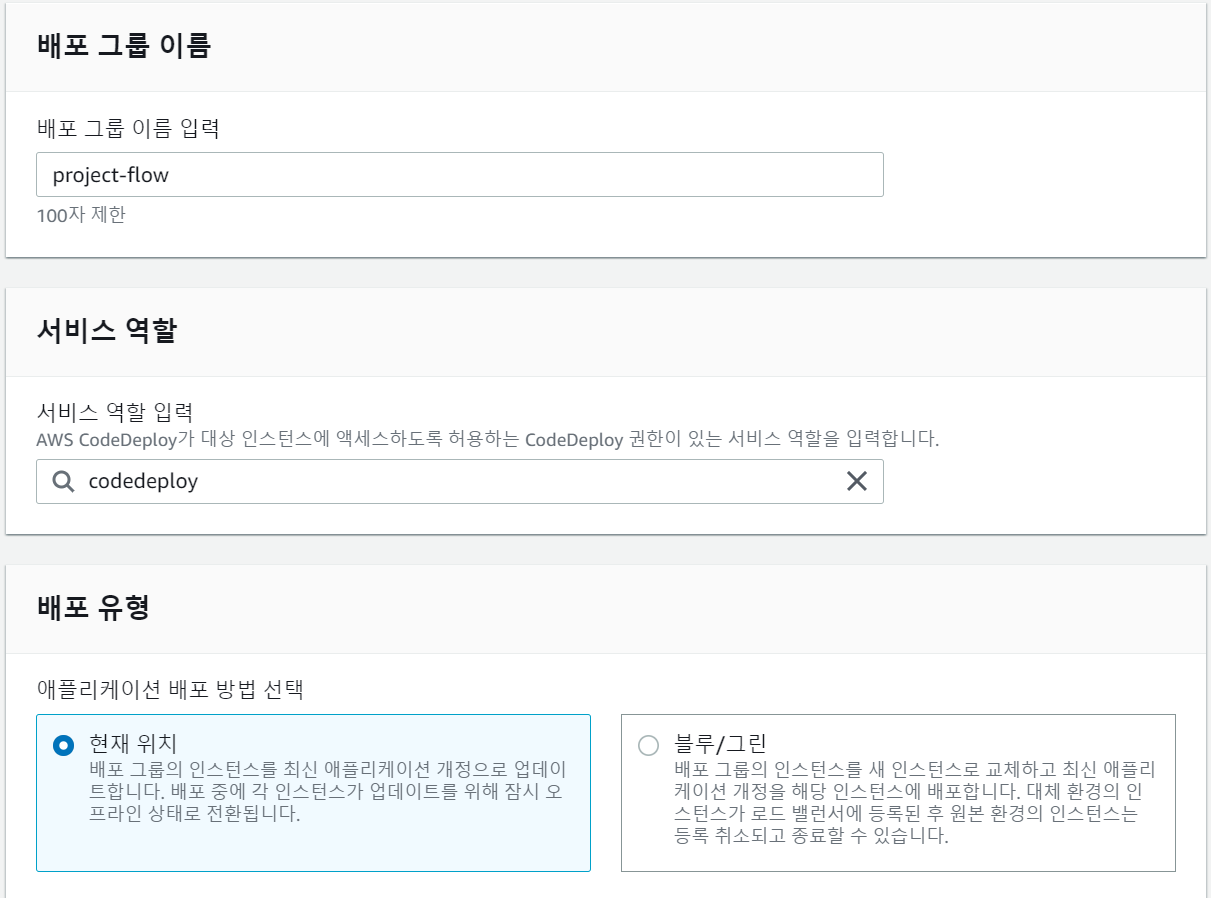 배포 그룹 이름
배포 그룹 이름 입력
project-flow
100자 제한
서비스 역할
서비스 역할 입력
AWS CodeDeploy가 대상 인스턴스에 액세스하도록 허용하는 CodeDeploy 권한이 있는 서비스 역할을 입력합니다.
codedeploy
배포 유형
애플리케이션 배포 방법 선택
현재 위치
배포 그룹의 인스턴스를 최신 애플리케이션 개정으로 업데이
트합니다. 배포 중에 각 인스턴스가 업데이트를 위해 잠시 오
프라인 상태로 전환됩니다.
블루/그린
배포 그룹의 인스턴스를 새 인스턴스로 교체하고 최신 애플리
케이션 개정을 해당 인스턴스에 배포합니다. 대체 환경의 인
스턴스가 로드 밸런서에 등록된 후 원본 환경의 인스턴스는
등록 취소되고 종료할 수 있습니다.